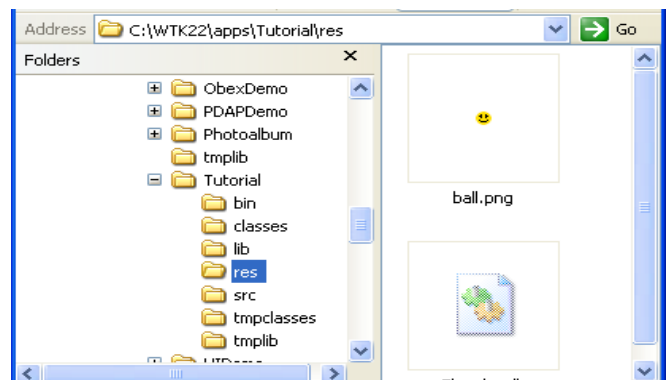 Address C:\WTK22\apps\Tutorial\res Go
Folders
ObexDemo
PDAPDemo
Photoalbum
tmplib
Tutorial
bin
classes
lib
res
src
tmpclasses
tmplib
ball.png